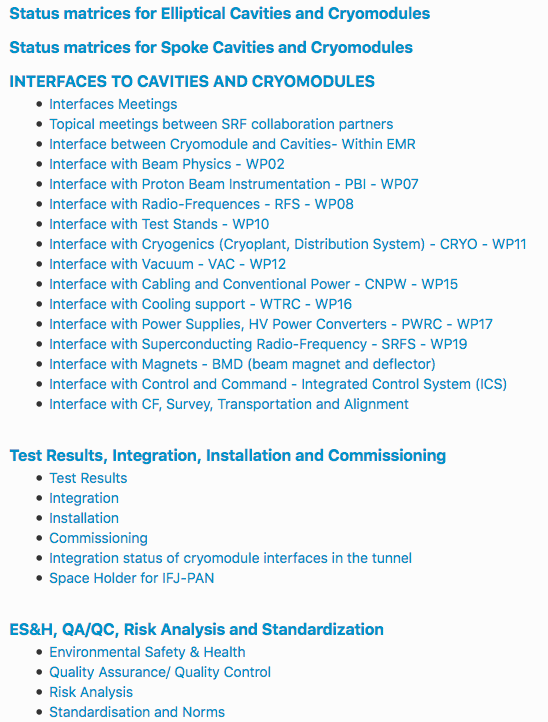 Status matrices for Elliptical Cavities and Cryomodules
Status matrices for Spoke Cavities and Cryomodules
INTERFACES TO CAVITIES AND CRYOMODULES
Interfaces Meetings
Topical meetings between SRF collaboration partners
Interface between Cryomodule and Cavities- Within EMR
Interface with Beam Physics - WP02
Interface with Proton Beam Instrumentation - PBI - WP07
Interface with Radio-Frequences - RFS - WP08
Interface with Test Stands - WP10
Interface with Cryogenics (Cryoplant, Distribution System) - CRYO - WP11
Interface with Vacuum - VAC - WP12
Interface with Cabling and Conventional Power - CNPW - WP15
Interface with Cooling support - WTRC - WP16
Interface with Power Supplies, HV Power Converters - PWRC - WP17
Interface with Superconducting Radio-Frequency - SRFS - WP19
Interface with Magnets - BMD (beam magnet and deflector)
Interface with Control and Command - Integrated Control System (ICS)
Interface with CF, Survey, Transportation and Alignment
Test Results, Integration, Installation and Commissioning
Test Results
Integration
Installation
Commissioning
Integration status of cryomodule interfaces in the tunnel
Space Holder for IFJ-PAN
ES&H, QA/QC, Risk Analysis and Standardization
Environmental Safety & Health
Quality Assurance/ Quality Control
Risk Analysis
Standardisation and Norms